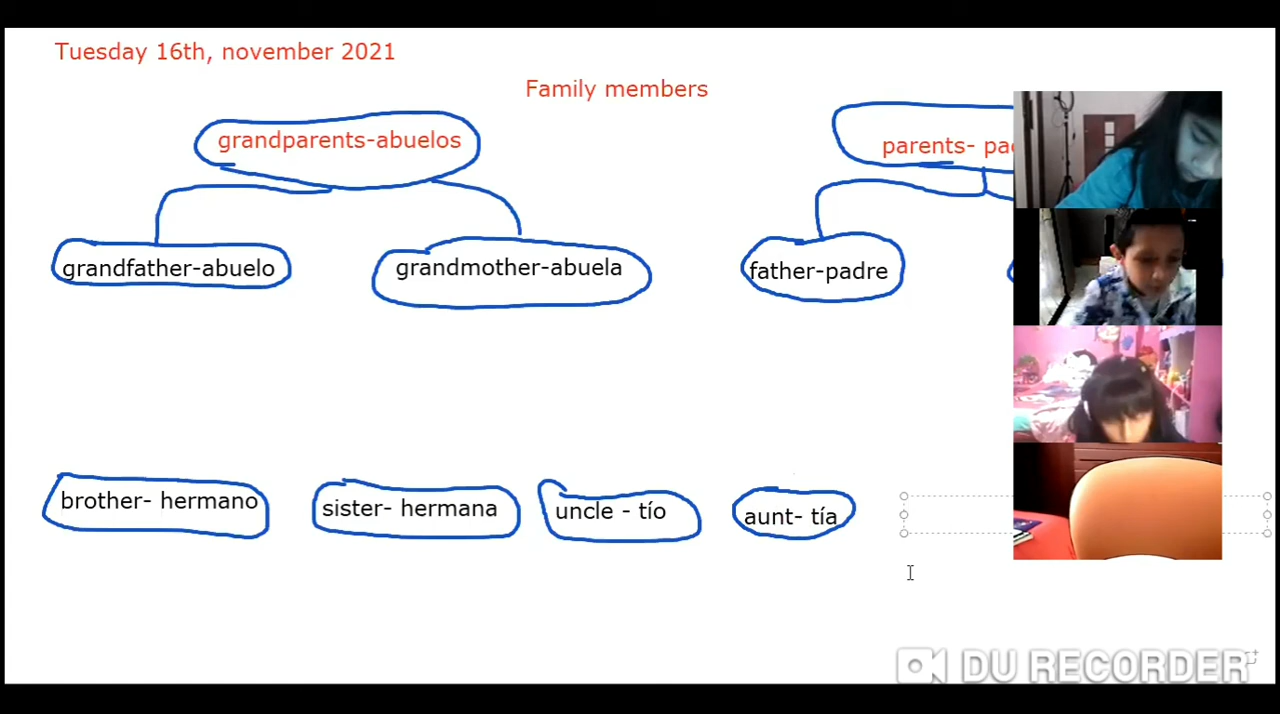 Tuesday 16th, november 2021
Family members
grandparents-abuelos
parents-
grandfather-abuelo
grandmother-abuela
father-padre
brother- hermano
sister- hermana
uncle - tío
aunt- tía
DU RECORDER